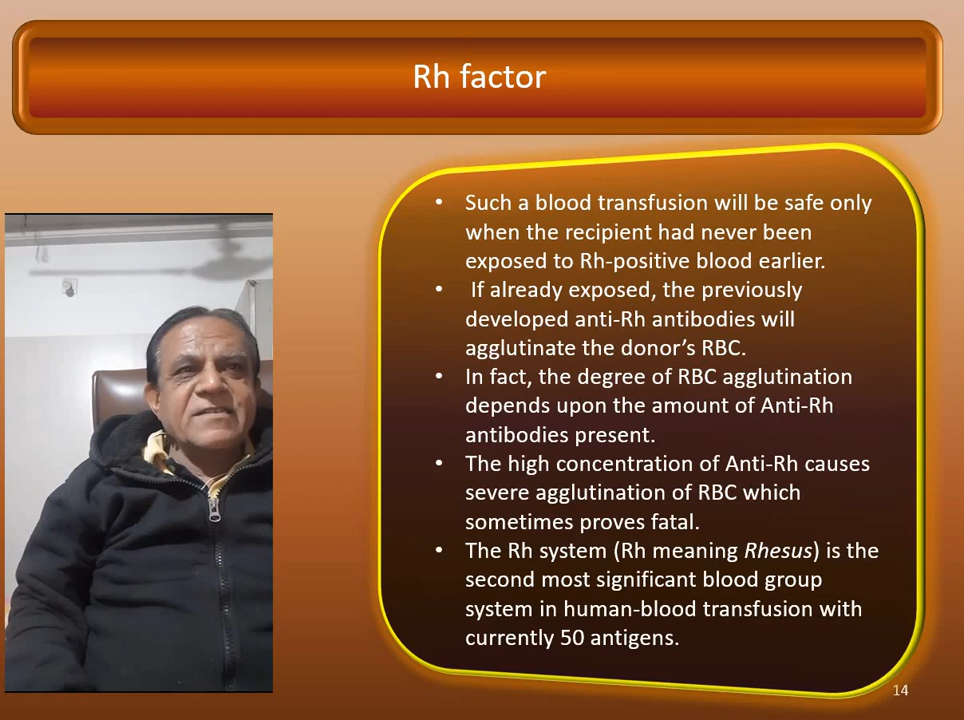 Rh factor
• Such a blood transfusion will be safe only
when the recipient had never been
exposed to Rh-positive blood earlier.
• If already exposed, the previously
developed anti-Rh antibodies will
agglutinate the donor’s RBC.
• In fact, the degree of RBC agglutination
depends upon the amount of Anti-Rh
antibodies present.
• The high concentration of Anti-Rh causes
severe agglutination of RBC which
sometimes proves fatal.
• The Rh system (Rh meaning Rhesus) is the
second most significant blood group
system in human-blood transfusion with
currently 50 antigens.
14